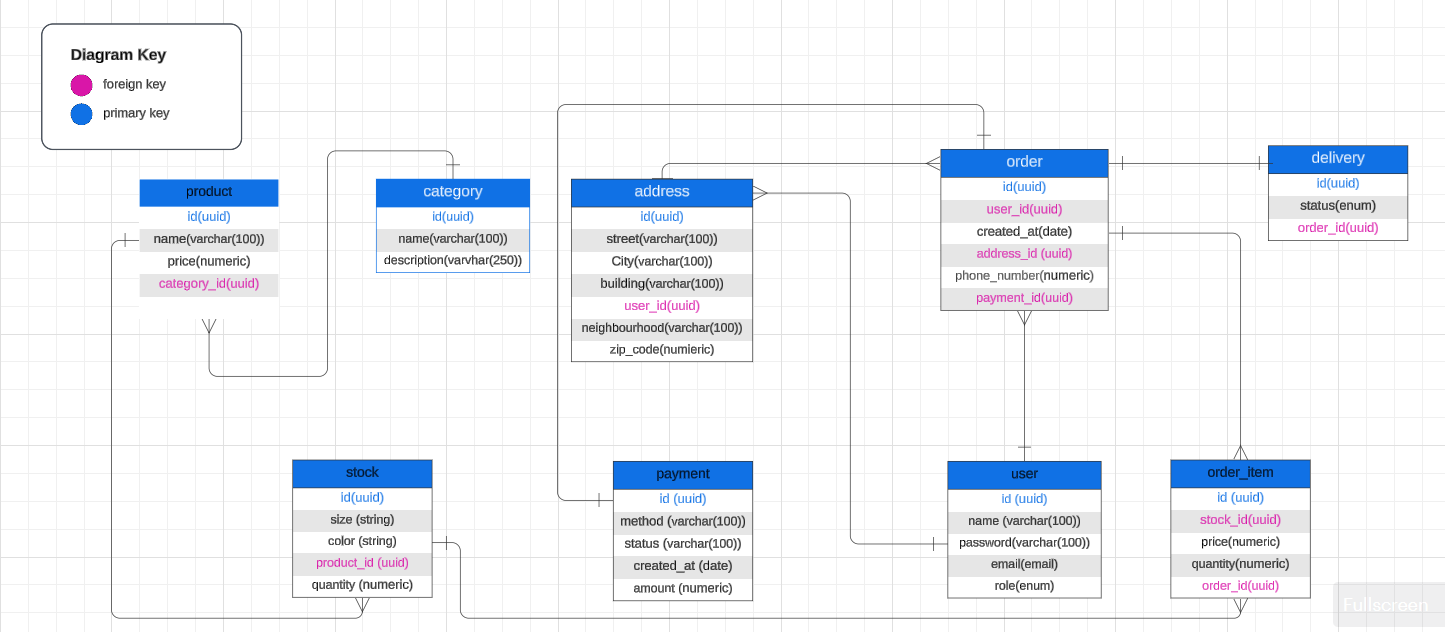 Diagram Key
foreign key
primary key
product
id(uuid)
name(varchar(100))
price(numeric)
category_id(uuid)
category
id(uuid)
name(varchar(100))
description(varvhar(250))
address
id(uuid)
street(varchar(100))
City(varchar(100))
building(varchar(100))
user_id(uuid)
neighbourhood(varchar(100))
zip_code(numieric)
order
id(uuid)
user_id(uuid)
created_at(date)
address_id (uuid)
phone_number(numeric)
payment_id(uuid)
delivery
id(uuid)
status(enum)
order_id(uuid)
stock
id(uuid)
size (string)
color (string)
product_id (uuid)
quantity (numeric)
payment
id (uuid)
method (varchar(100))
status (varchar(100))
created_at (date)
amount (numeric)
user
id (uuid)
name (varchar(100))
password(varchar(100))
email(email)
role(enum)
order_item
id (uuid)
stock_id(uuid)
price(numeric)
quantity(numeric)
order_id(uuid)
Fullscreen